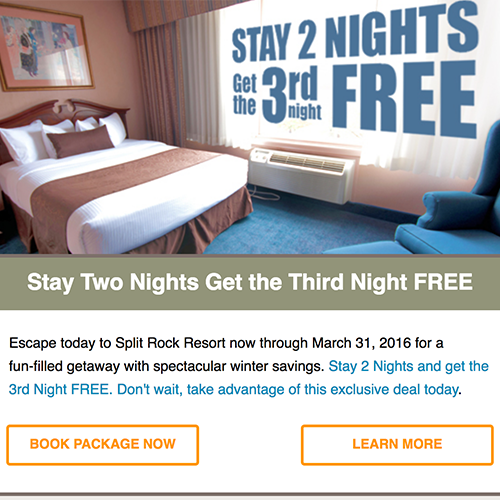 STAY 2 NIGHTS
Get the 3rd night FREE
Stay Two Nights Get the Third Night FREE
Escape today to Split Rock Resort now through March 31, 2016 for a
fun-filled getaway with spectacular winter savings. Stay 2 Nights and get the
3rd Night FREE. Don't wait, take advantage of this exclusive deal today.
BOOK PACKAGE NOW
LEARN MORE